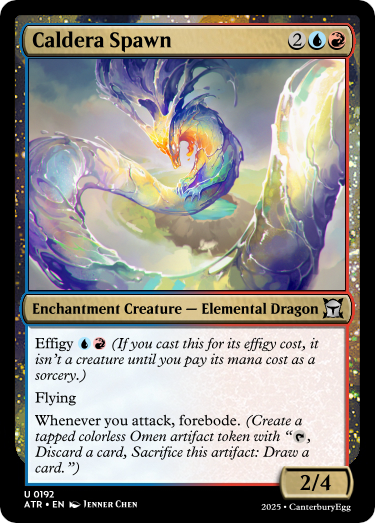 Caldera Spawn 2
Enchantment Creature — Elemental Dragon
Effigy (If you cast this for its effigy cost, it
isn't a creature until you pay its mana cost as a
sorcery.)
Flying
Whenever you attack, forebode. (Create a
tapped colorless Omen artifact token with “,
Discard a card, Sacrifice this artifact: Draw a
card.”)
2/4
U 0192
ATR • EN Jenner Chen
2025 • CanterburyEgg